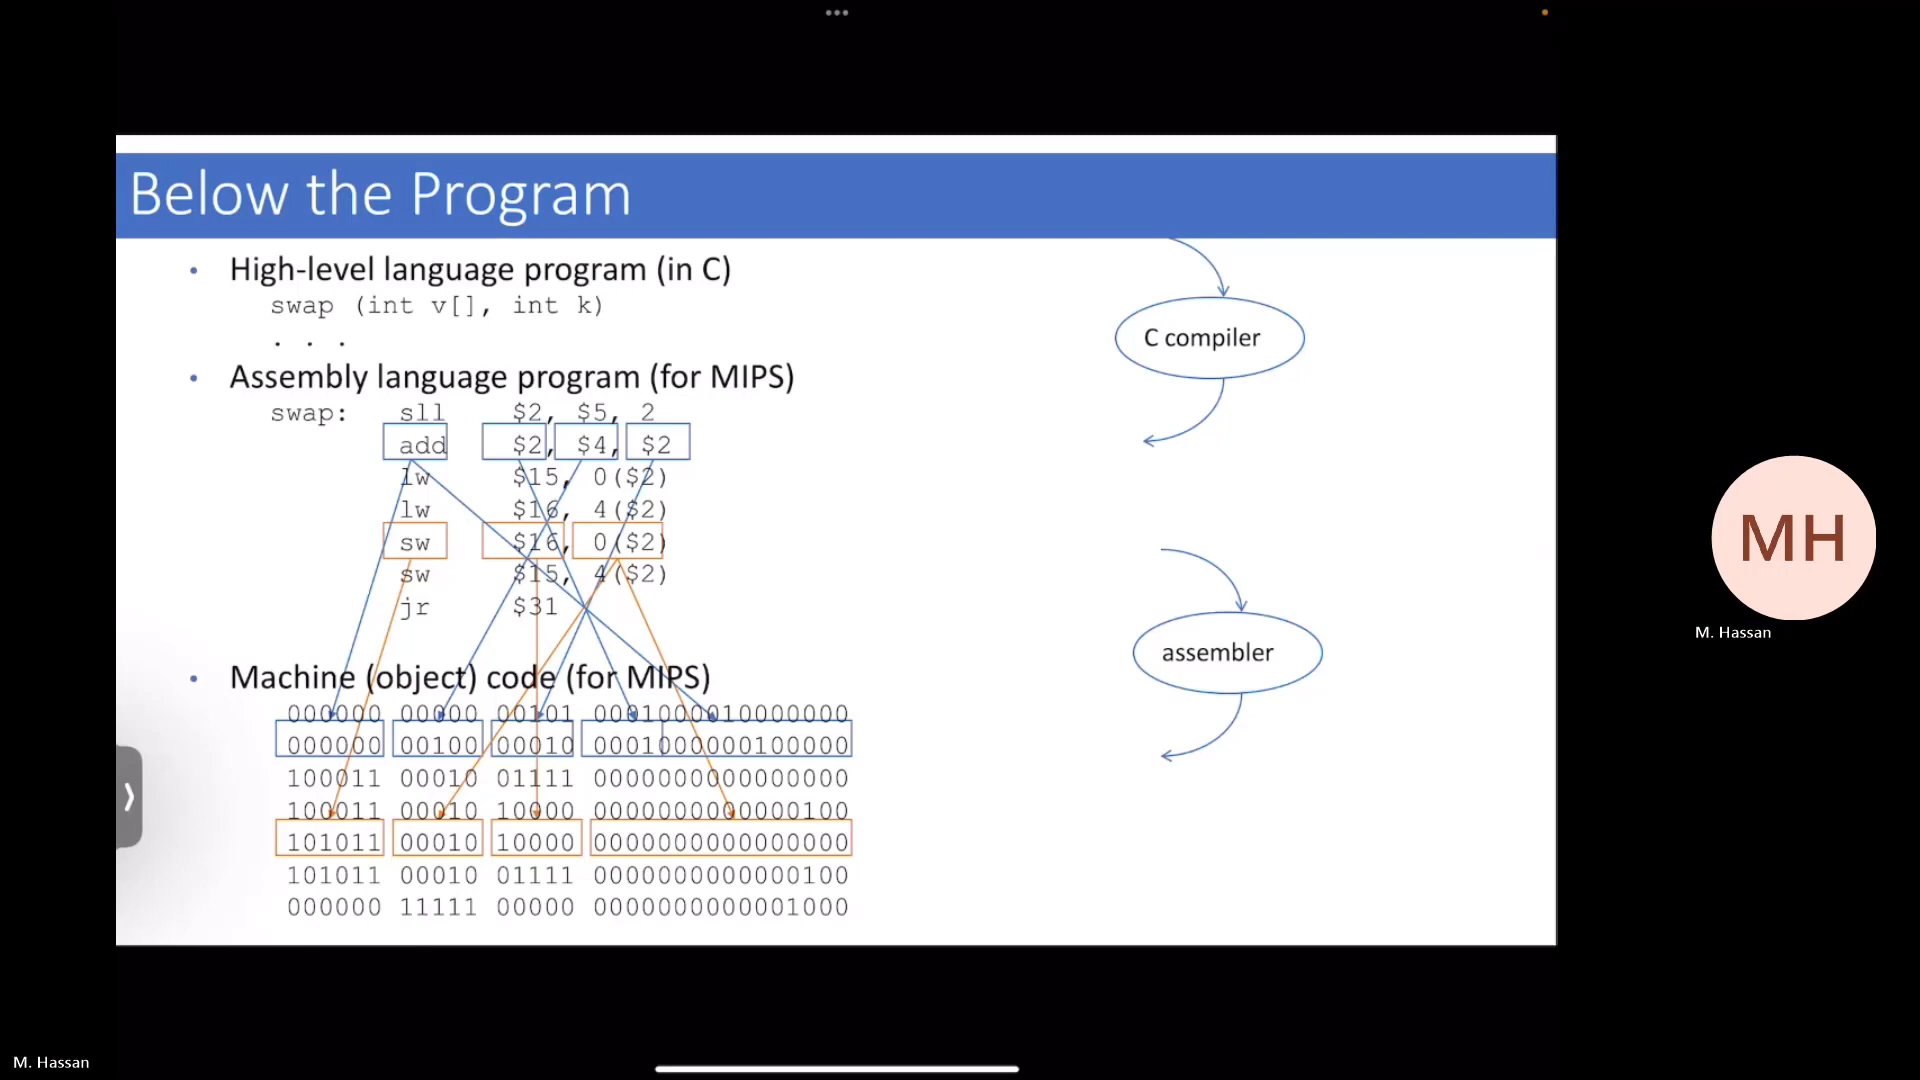 Below the Program
• High-level language program (in C)
swap (int v[], int k)
. . .
C compiler
• Assembly language program (for MIPS)
swap: sll $2, $5, 2
add $2, $4, $2
lw $15, 0($2)
lw $16, 4($2)
sw $16, 0($2)
sw $15, 4($2)
jr $31
assembler
• Machine (object) code (for MIPS)
000000 00000 00101 0001000010000000
000000 00100 00010 0001000000100000
100011 00010 01111 0000000000000000
100011 00010 10000 0000000000000100
101011 00010 10000 0000000000000000
101011 00010 01111 0000000000000100
000000 11111 00000 0000000000001000
MH
M. Hassan
M. Hassan